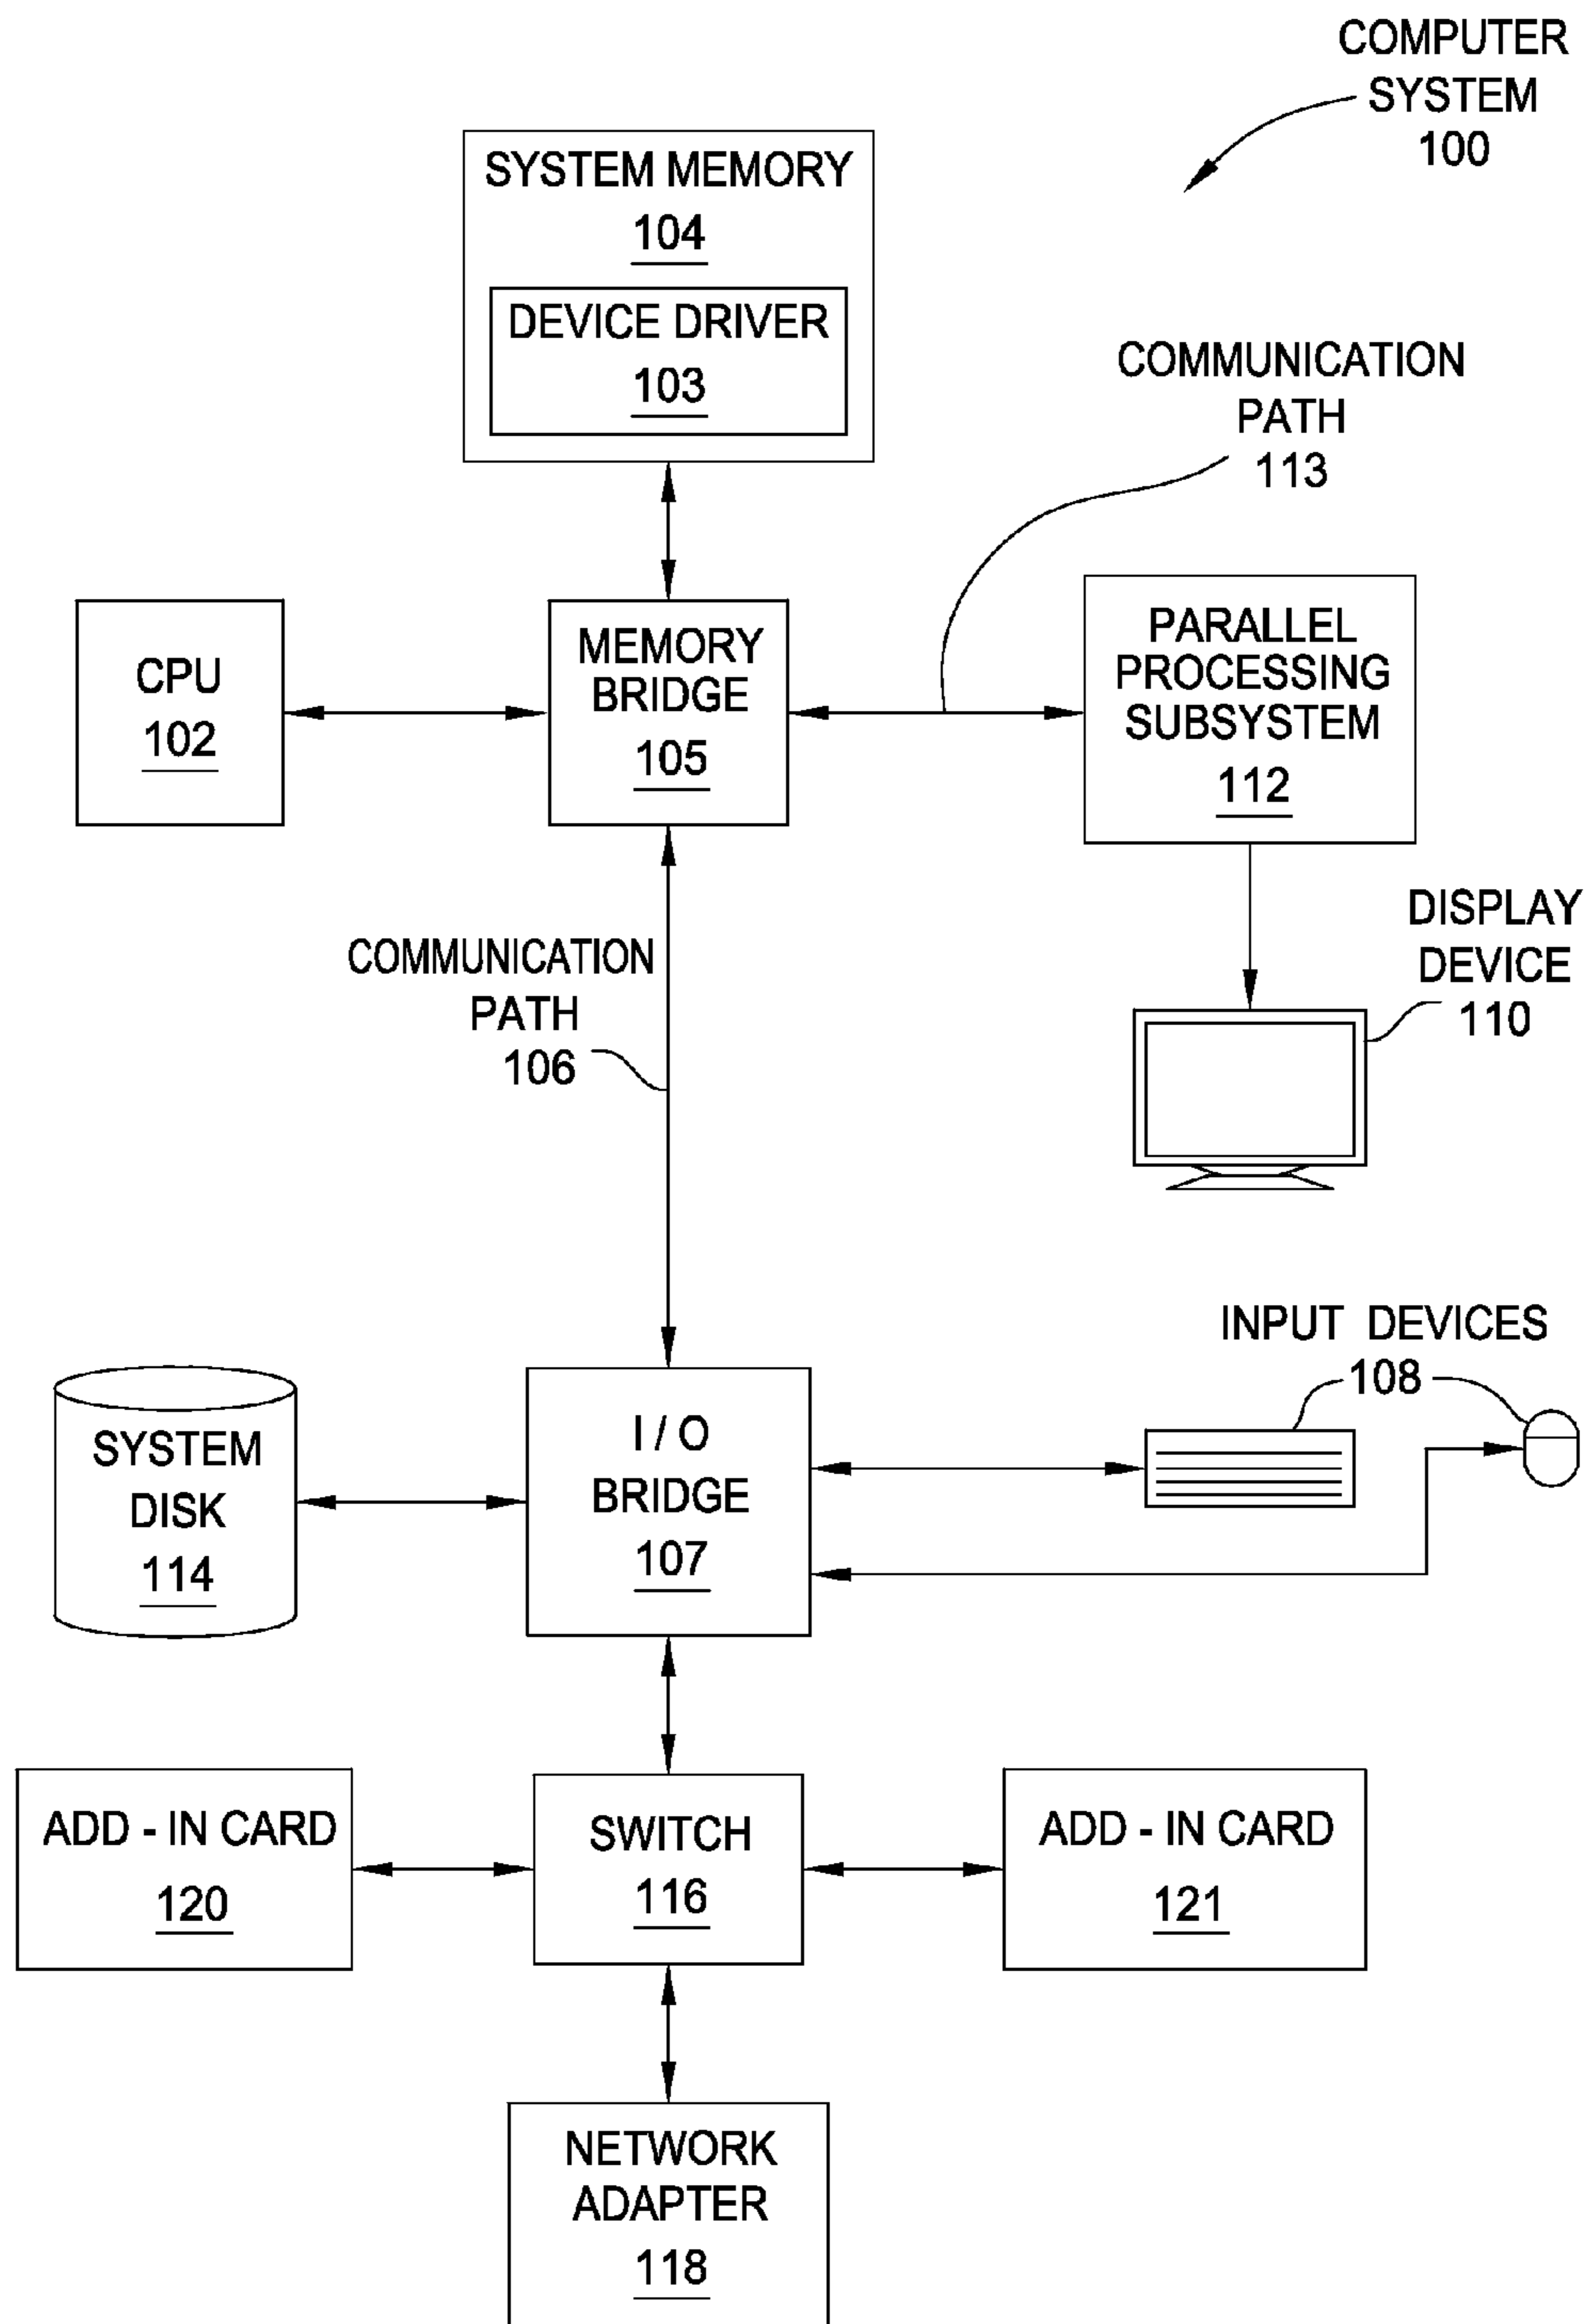 COMPUTER
SYSTEM
100
SYSTEM MEMORY
104
DEVICE DRIVER
103
COMMUNICATION
PATH
113
CPU
102
MEMORY
BRIDGE
105
PARALLEL
PROCESSING
SUBSYSTEM
112
COMMUNICATION
PATH
106
DISPLAY
DEVICE
110
INPUT DEVICES
108
SYSTEM
DISK
114
I / O
BRIDGE
107
ADD - IN CARD
120
SWITCH
116
ADD - IN CARD
121
NETWORK
ADAPTER
118